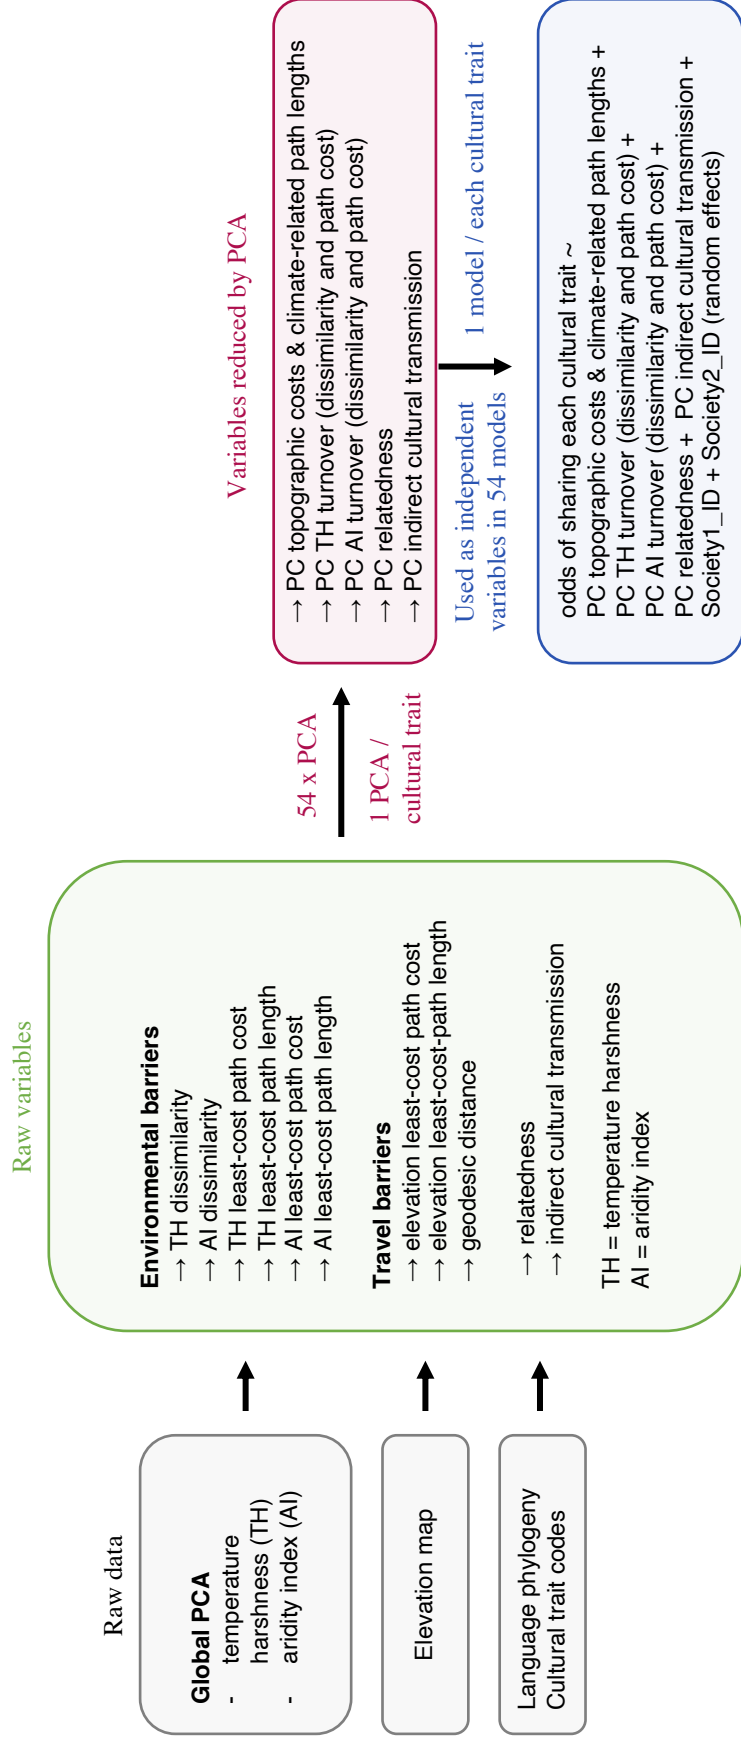 Raw data
Global PCA
- temperature
harshness (TH)
- aridity index (AI)
Elevation map
Language phylogeny
Cultural trait codes
Raw variables
Environmental barriers
→ TH dissimilarity
→ AI dissimilarity
→ TH least-cost path cost
→ TH least-cost path length
→ AI least-cost path cost
→ AI least-cost path length
Travel barriers
→ elevation least-cost path cost
→ elevation least-cost-path length
→ geodesic distance
→ relatedness
→ indirect cultural transmission
TH = temperature harshness
AI = aridity index
54 x PCA
1 PCA /
cultural trait
Variables reduced by PCA
→ PC topographic costs & climate-related path lengths
→ PC TH turnover (dissimilarity and path cost)
→ PC AI turnover (dissimilarity and path cost)
→ PC relatedness
→ PC indirect cultural transmission
Used as independent
variables in 54 models
1 model / each cultural trait
odds of sharing each cultural trait ~
PC topographic costs & climate-related path lengths +
PC TH turnover (dissimilarity and path cost) +
PC AI turnover (dissimilarity and path cost) +
PC relatedness + PC indirect cultural transmission +
Society1_ID + Society2_ID (random effects)